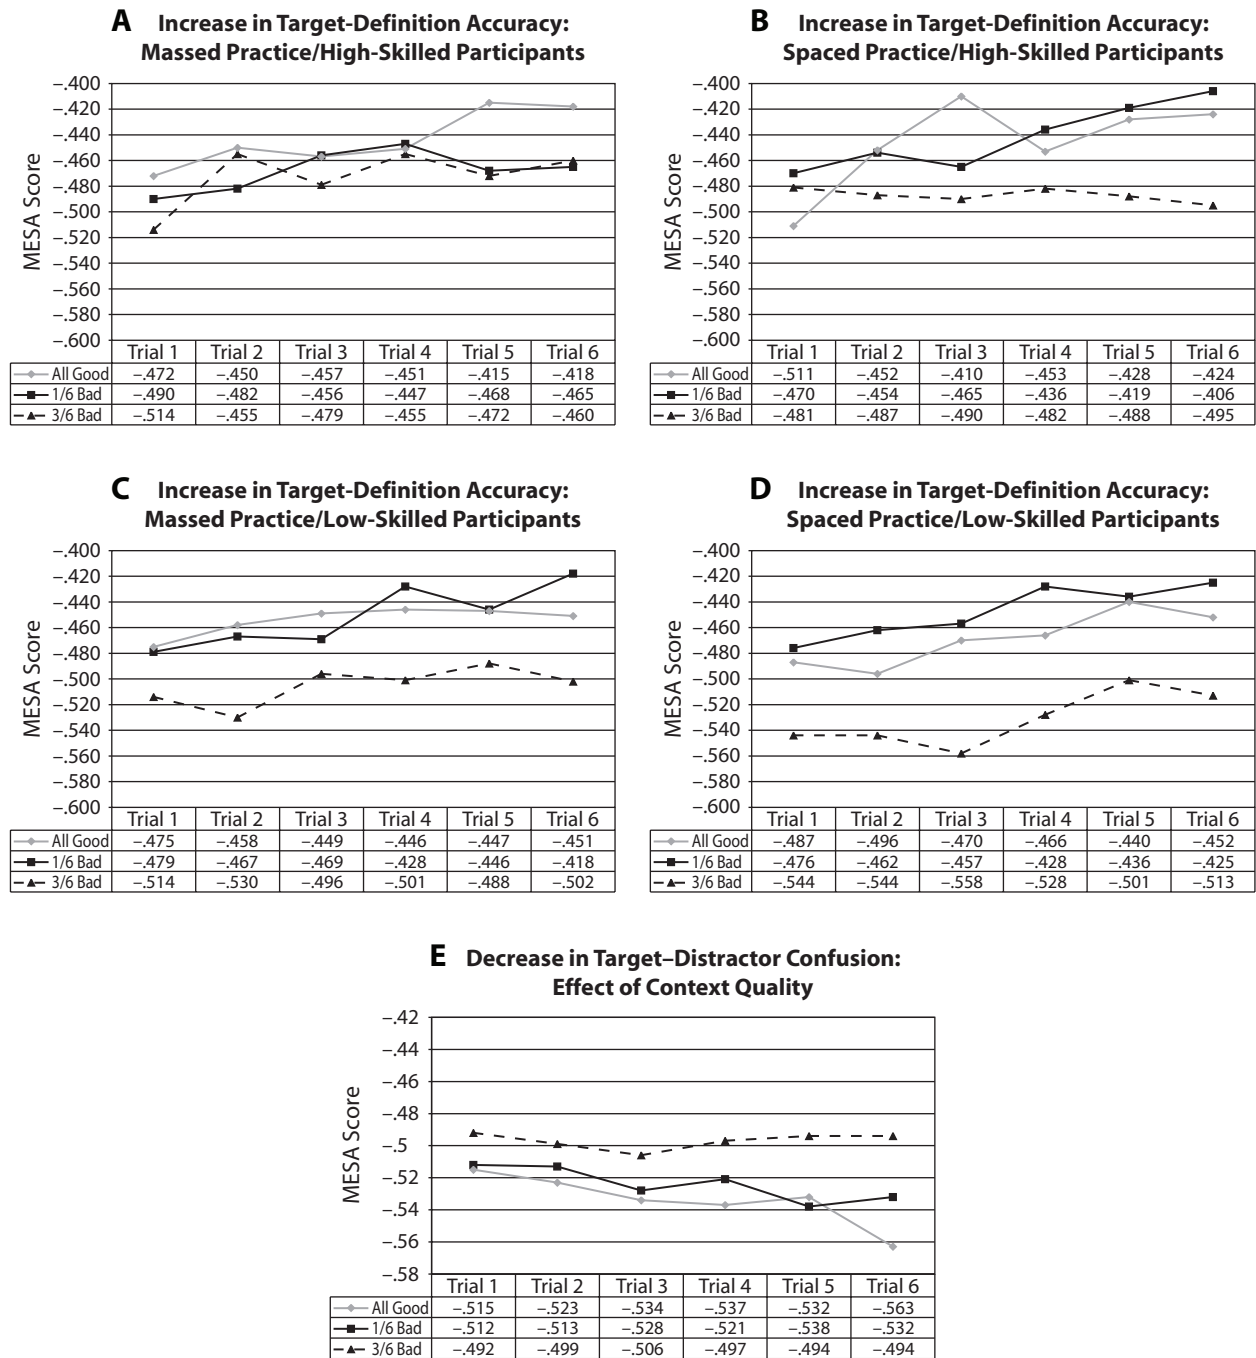 A Increase in Target-Definition Accuracy:
Massed Practice/High-Skilled Participants
MESA Score
–.400
–.420
–.440
–.460
–.480
–.500
–.520
–.540
–.560
–.580
–.600
Trial 1 Trial 2 Trial 3 Trial 4 Trial 5 Trial 6
All Good –.472 –.450 –.457 –.451 –.415 –.418
1/6 Bad –.490 –.482 –.456 –.447 –.468 –.465
3/6 Bad –.514 –.455 –.479 –.455 –.472 –.460
B Increase in Target-Definition Accuracy:
Spaced Practice/High-Skilled Participants
MESA Score
–.400
–.420
–.440
–.460
–.480
–.500
–.520
–.540
–.560
–.580
–.600
Trial 1 Trial 2 Trial 3 Trial 4 Trial 5 Trial 6
All Good –.511 –.452 –.410 –.453 –.428 –.424
1/6 Bad –.470 –.454 –.465 –.436 –.419 –.406
3/6 Bad –.481 –.487 –.490 –.482 –.488 –.495
C Increase in Target-Definition Accuracy:
Massed Practice/Low-Skilled Participants
MESA Score
–.400
–.420
–.440
–.460
–.480
–.500
–.520
–.540
–.560
–.580
–.600
Trial 1 Trial 2 Trial 3 Trial 4 Trial 5 Trial 6
All Good –.475 –.458 –.449 –.446 –.447 –.451
1/6 Bad –.479 –.467 –.469 –.428 –.446 –.418
3/6 Bad –.514 –.530 –.496 –.501 –.488 –.502
D Increase in Target-Definition Accuracy:
Spaced Practice/Low-Skilled Participants
MESA Score
–.400
–.420
–.440
–.460
–.480
–.500
–.520
–.540
–.560
–.580
–.600
Trial 1 Trial 2 Trial 3 Trial 4 Trial 5 Trial 6
All Good –.487 –.496 –.470 –.466 –.440 –.452
1/6 Bad –.476 –.462 –.457 –.428 –.436 –.425
3/6 Bad –.544 –.544 –.558 –.528 –.501 –.513
E Decrease in Target–Distractor Confusion:
Effect of Context Quality
MESA Score
–.42
–.44
–.46
–.48
–.5
–.52
–.54
–.56
–.58
Trial 1 Trial 2 Trial 3 Trial 4 Trial 5 Trial 6
All Good –.515 –.523 –.534 –.537 –.532 –.563
1/6 Bad –.512 –.513 –.528 –.521 –.538 –.532
3/6 Bad –.492 –.499 –.506 –.497 –.494 –.494